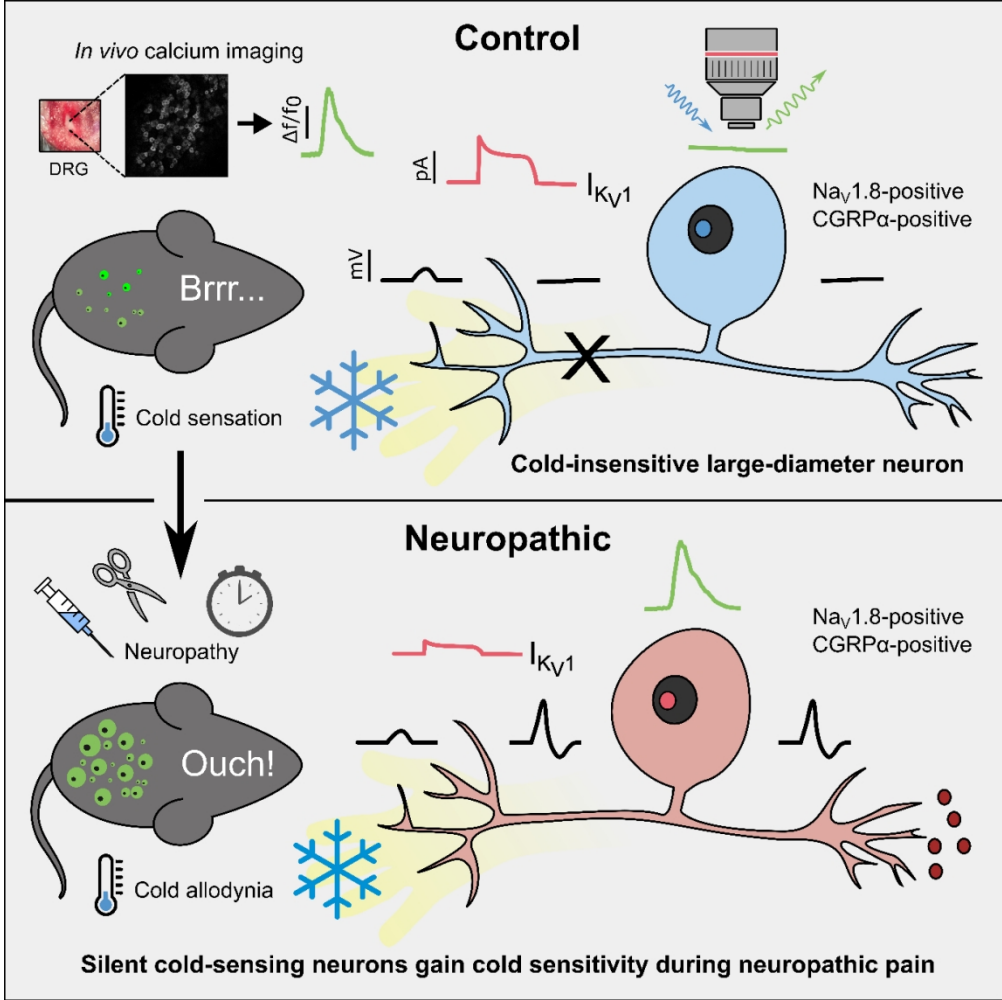 Control
In vivo calcium imaging
DRG
Δf/f0
pA
IKV1
NaV1.8-positive
CGRPα-positive
mV
Brrr...
X
Cold sensation
Cold-insensitive large-diameter neuron
Neuropathic
Neuropathy
IKV1
NaV1.8-positive
CGRPα-positive
Ouch!
Cold allodynia
Silent cold-sensing neurons gain cold sensitivity during neuropathic pain